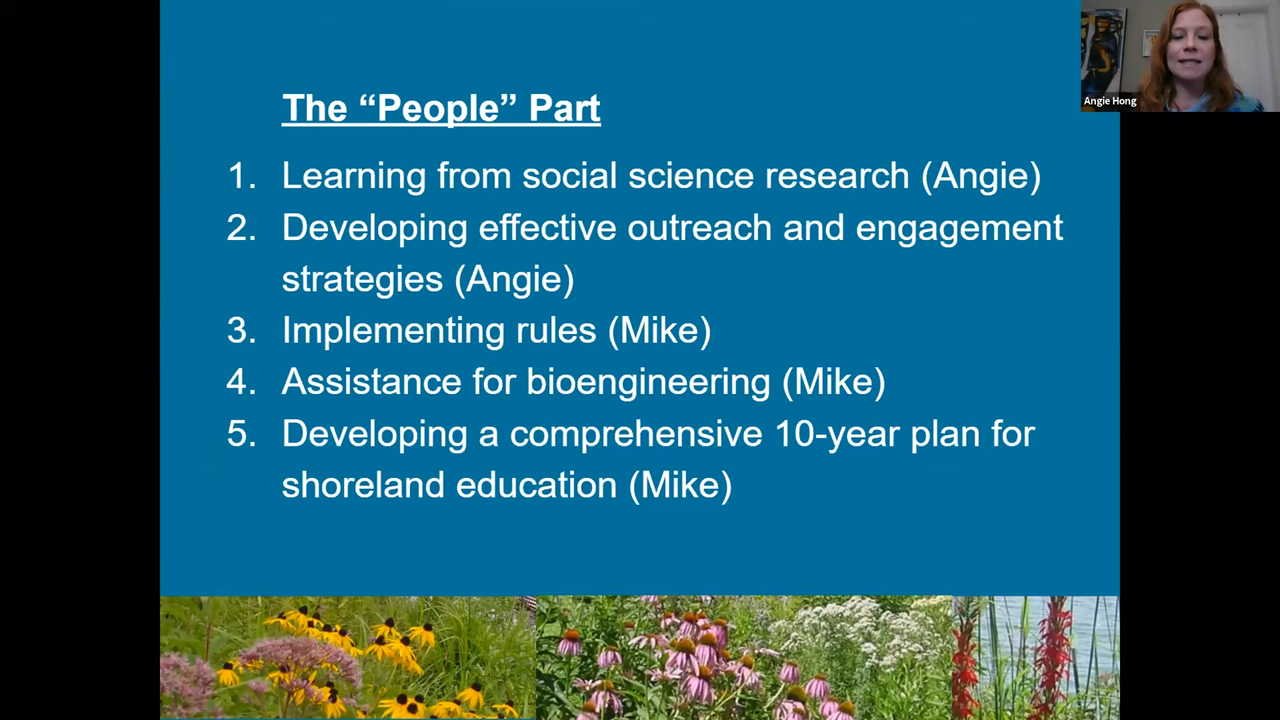 The “People” Part
1. Learning from social science research (Angie)
2. Developing effective outreach and engagement
strategies (Angie)
3. Implementing rules (Mike)
4. Assistance for bioengineering (Mike)
5. Developing a comprehensive 10-year plan for
shoreland education (Mike)
Angie Hong